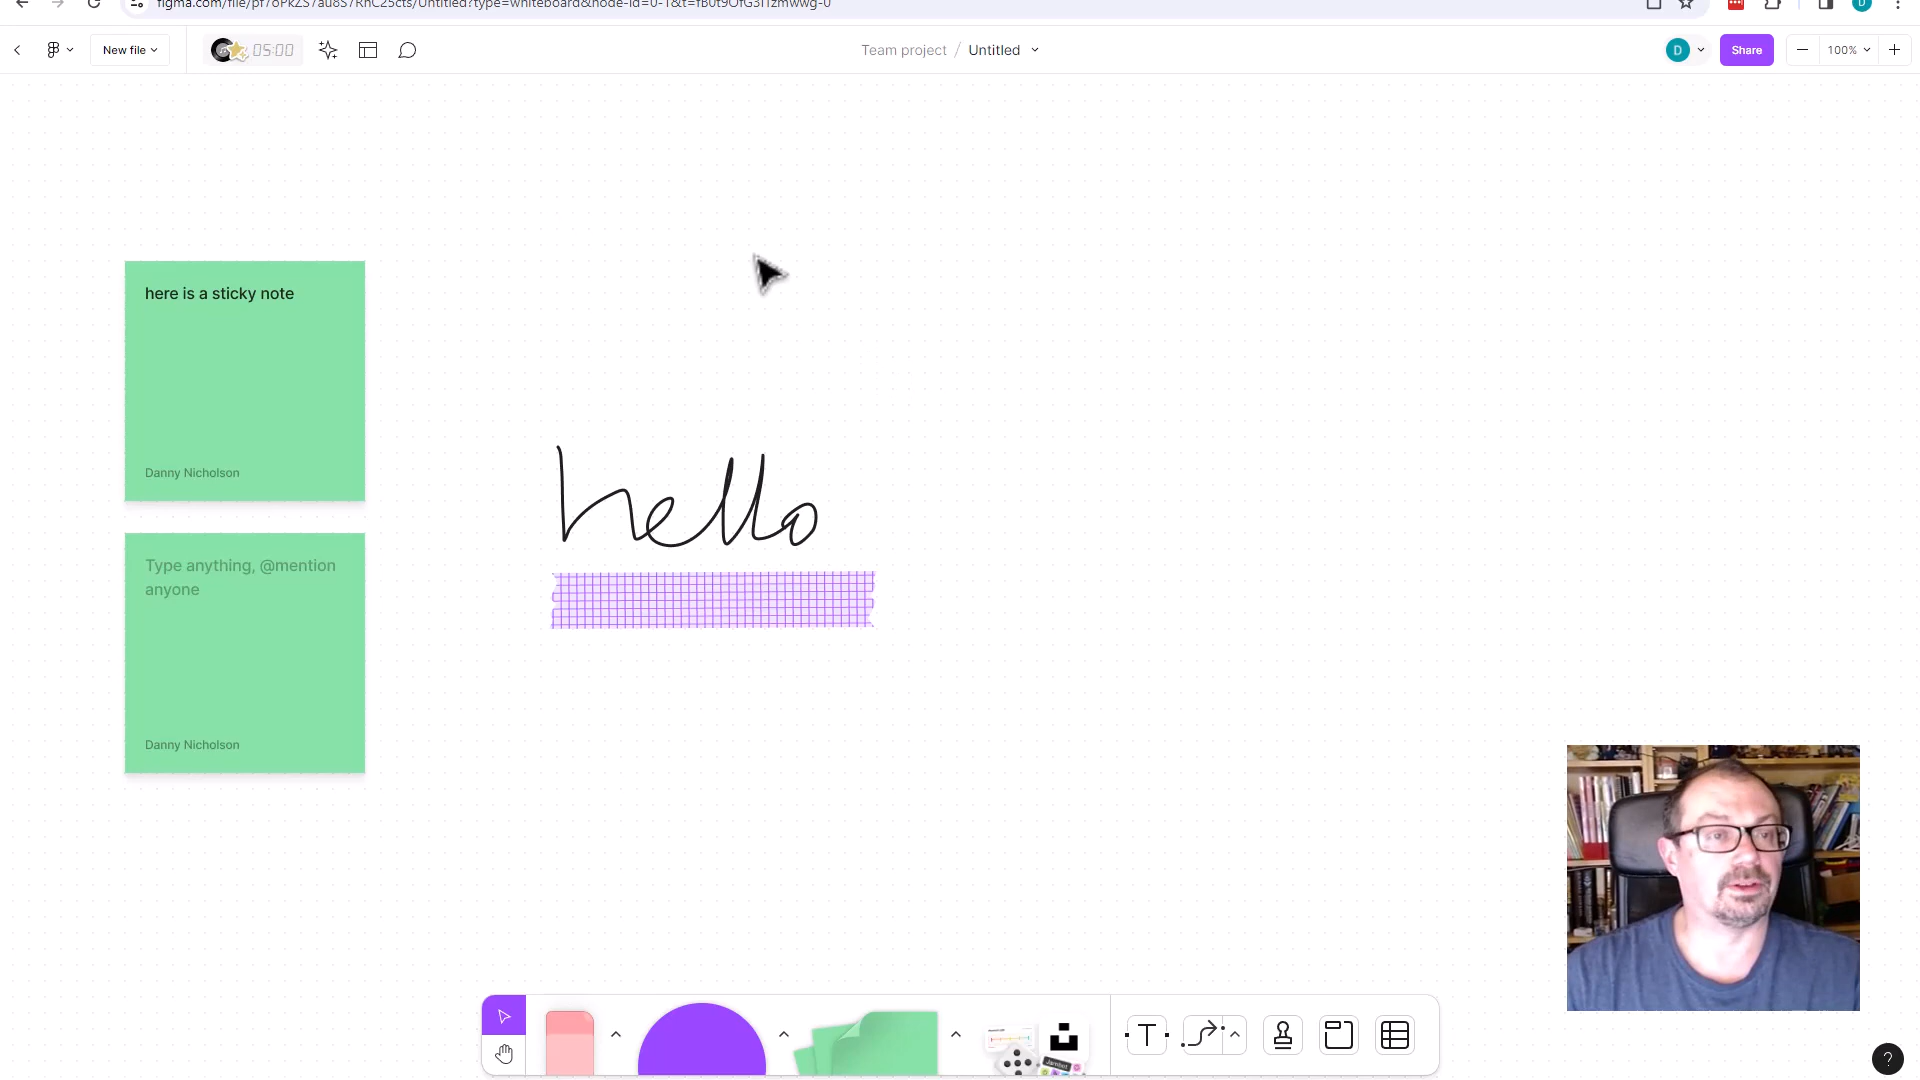 New file
05:00
Team project / Untitled
D
Share
100%
here is a sticky note
Danny Nicholson
Type anything, @mention
anyone
Danny Nicholson
hello
T
?